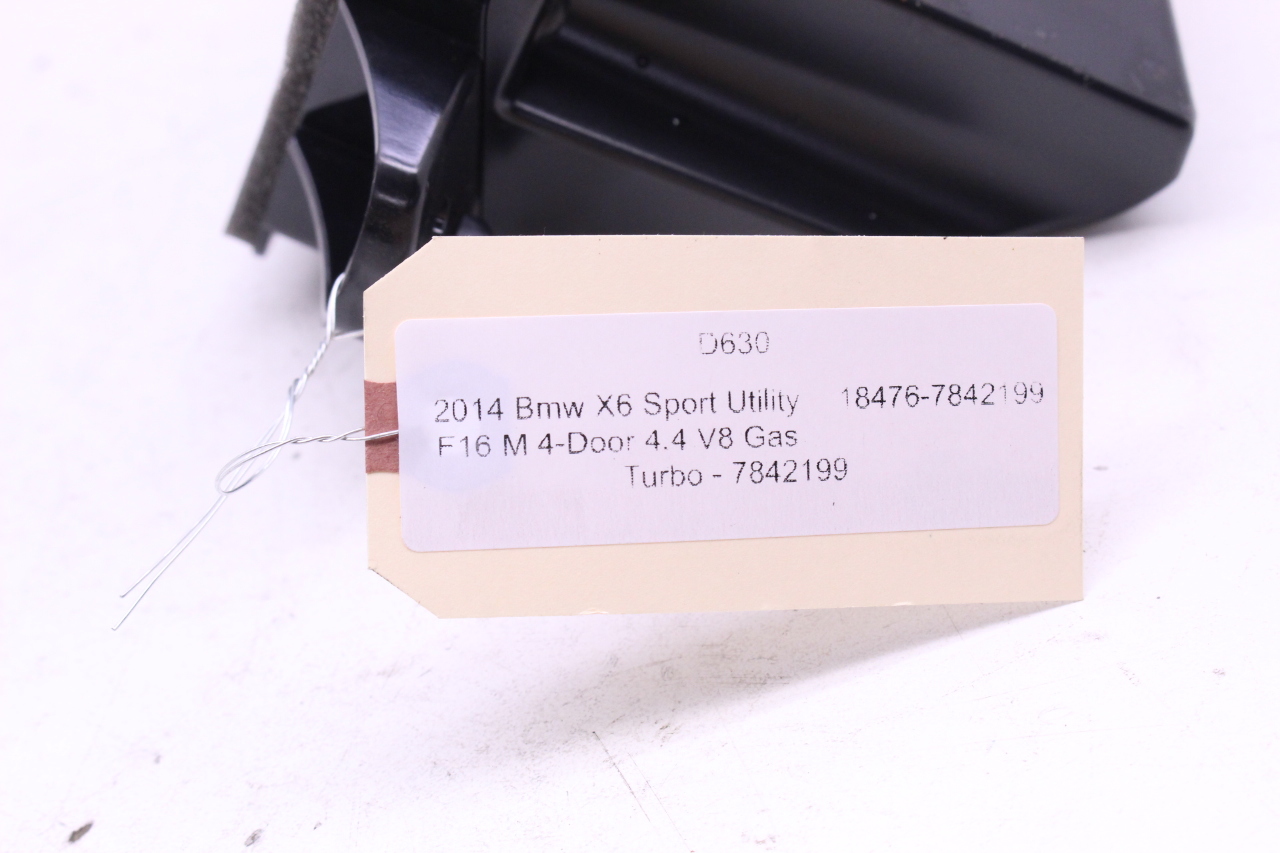 D630
2014 Bmw X6 Sport Utility 18476-7842199
F16 M 4-Door 4.4 V8 Gas
Turbo - 7842199